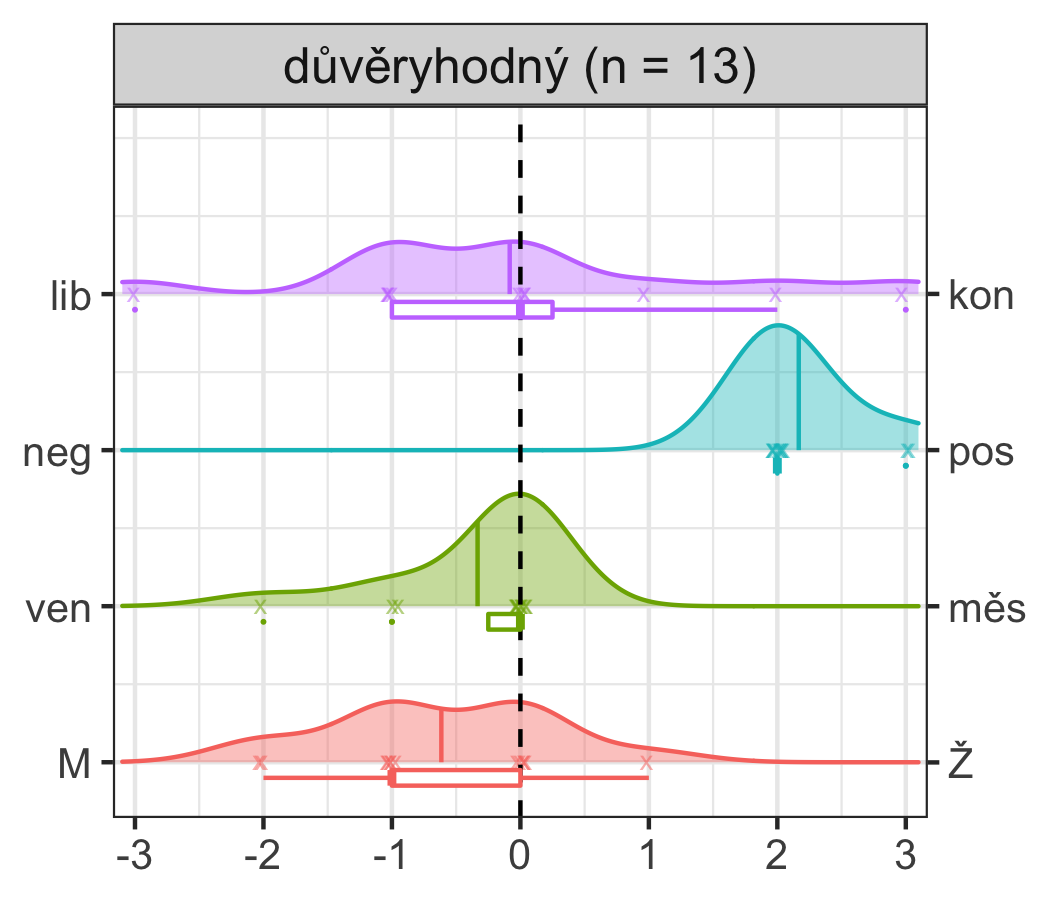 důvěryhodný (n = 13)
lib kon
neg pos
ven měs
M Ž
-3 -2 -1 0 1 2 3